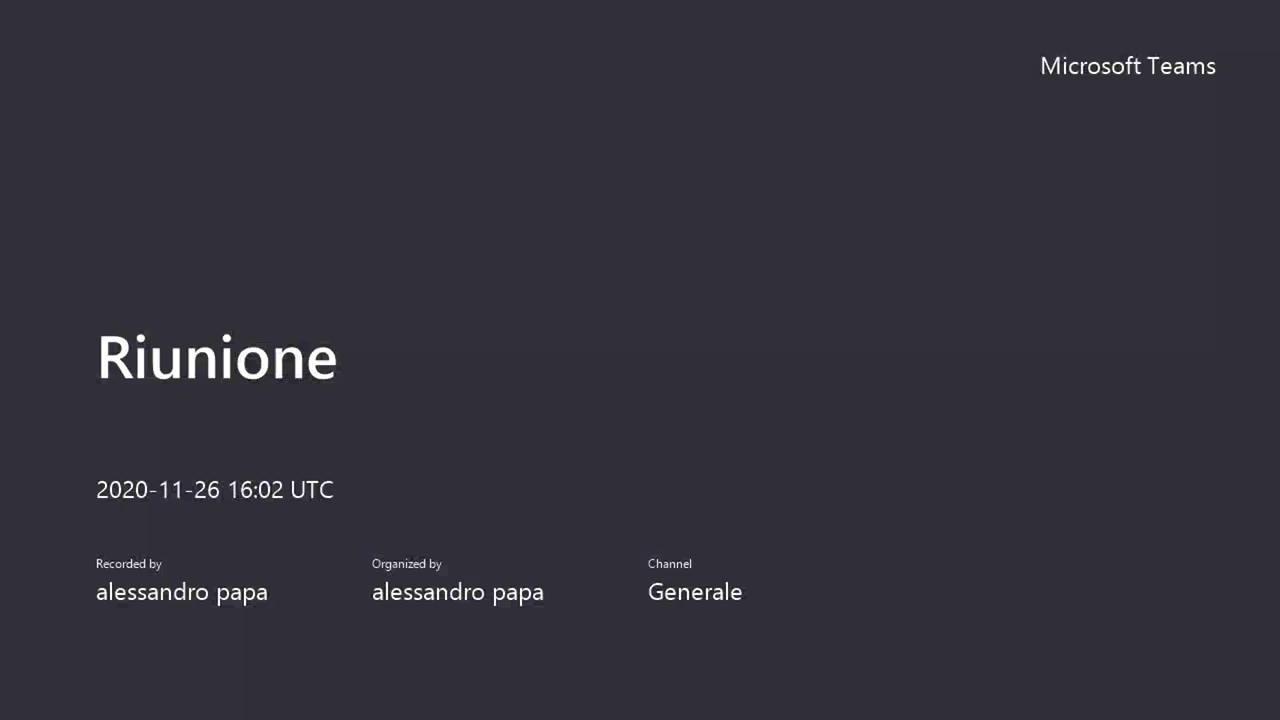 Microsoft Teams
Riunione
2020-11-26 16:02 UTC
Recorded by
alessandro papa
Organized by
alessandro papa
Channel
Generale